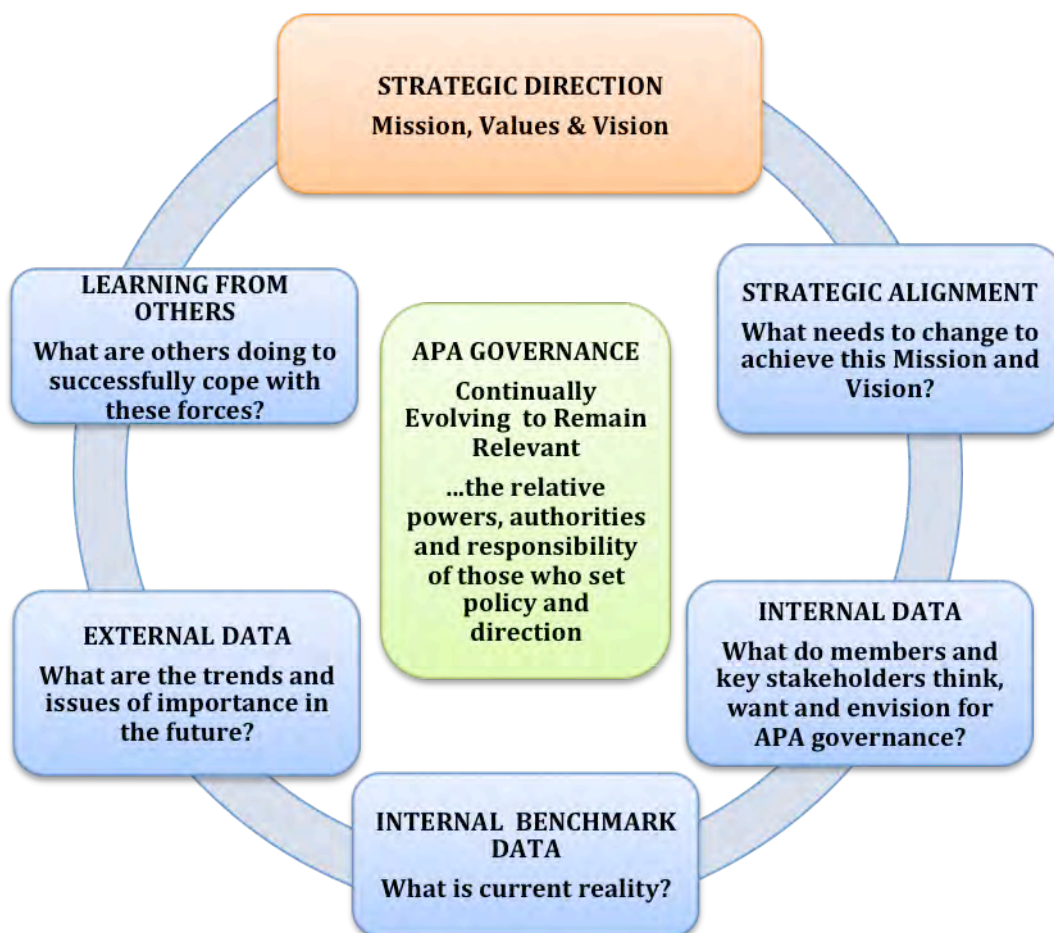 STRATEGIC DIRECTION
Mission, Values & Vision
STRATEGIC ALIGNMENT
What needs to change to
achieve this Mission and
Vision?
INTERNAL DATA
What do members and
key stakeholders think,
want and envision for
APA governance?
INTERNAL BENCHMARK
DATA
What is current reality?
EXTERNAL DATA
What are the trends and
issues of importance in
the future?
LEARNING FROM
OTHERS
What are others doing to
successfully cope with
these forces?
APA GOVERNANCE
Continually
Evolving to Remain
Relevant
...the relative
powers, authorities
and responsibility
of those who set
policy and
direction